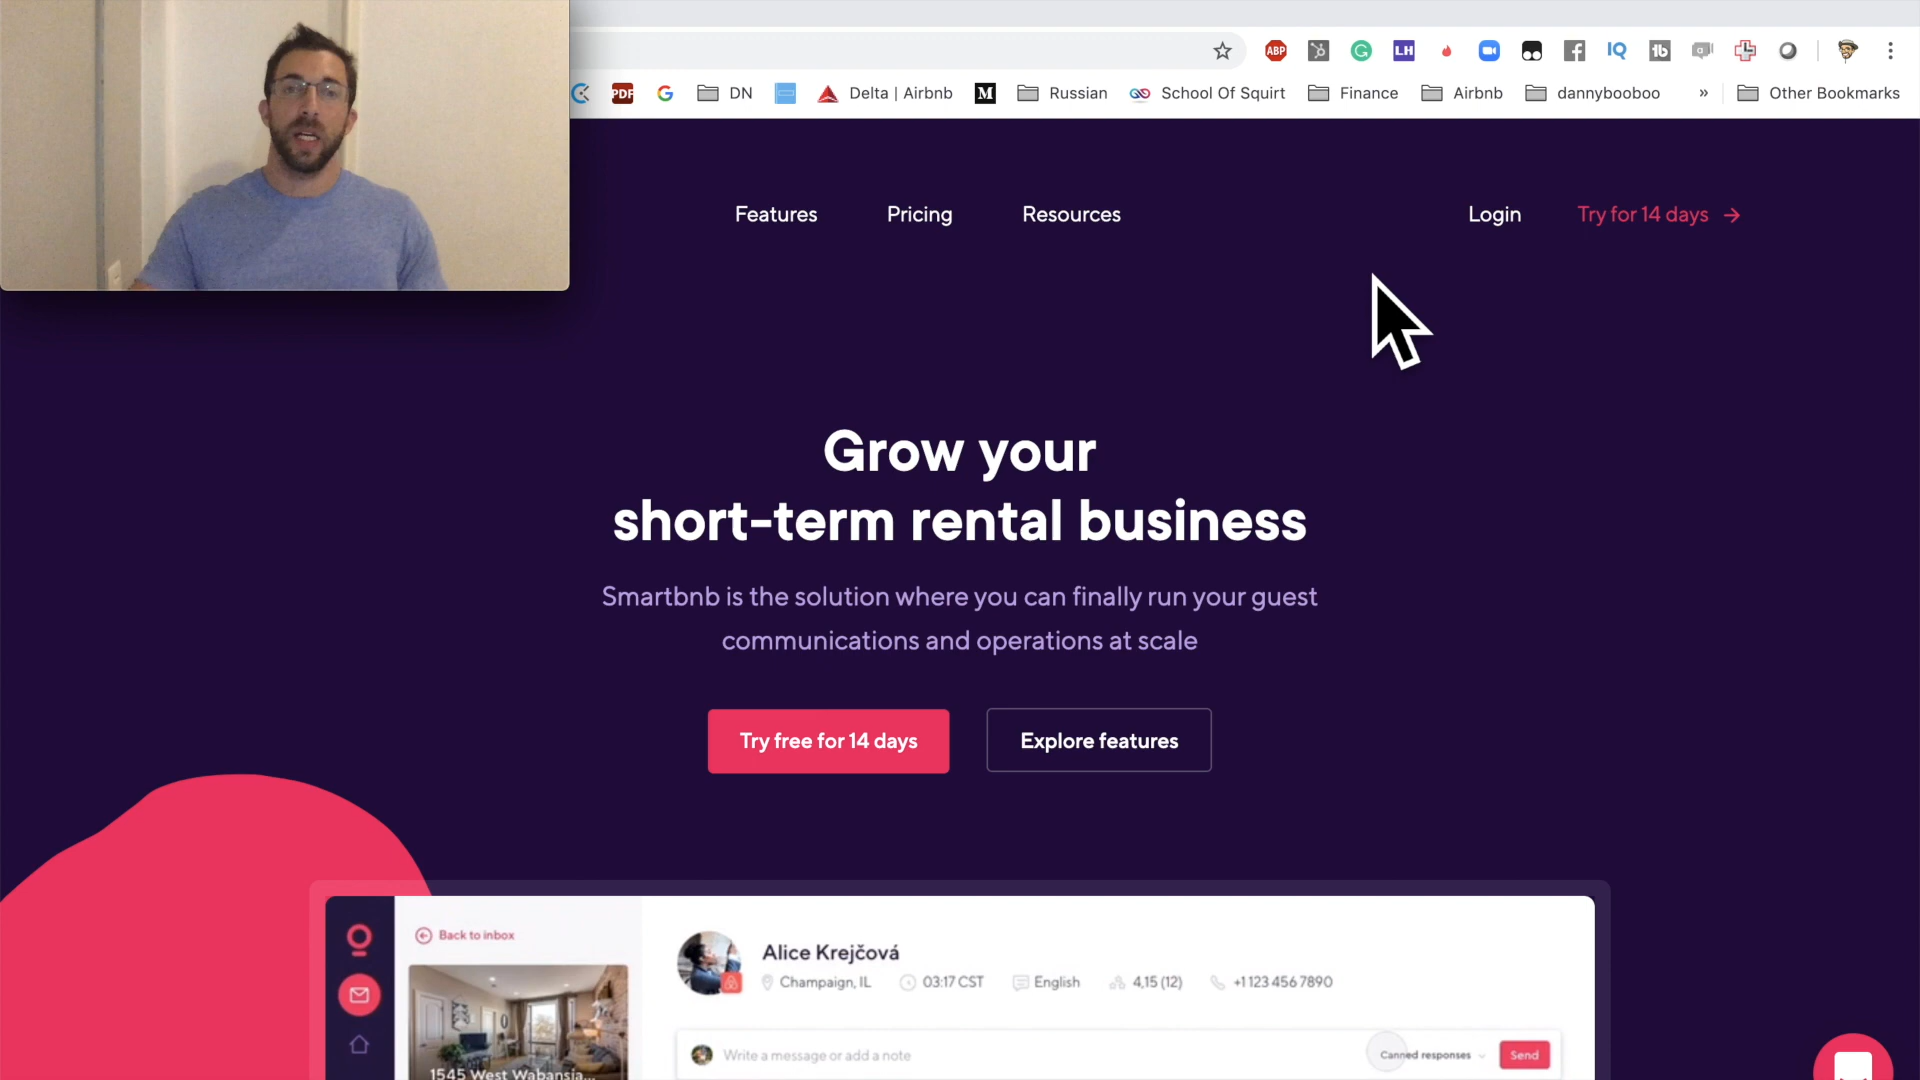 ABP
LH
IQ
tb
PDF
G
DN
Delta | Airbnb
M
Russian
School Of Squirt
Finance
Airbnb
dannybooboo
»
Other Bookmarks
Features
Pricing
Resources
Login
Try for 14 days →
Grow your
short-term rental business
Smartbnb is the solution where you can finally run your guest
communications and operations at scale
Try free for 14 days
Explore features
Back to inbox
Alice Krejčová
Champaign, IL
03:17 CST
English
4,15 (12)
+1 123 456 7890
Write a message or add a note
Canned responses
Send
1545 West Wabansia...